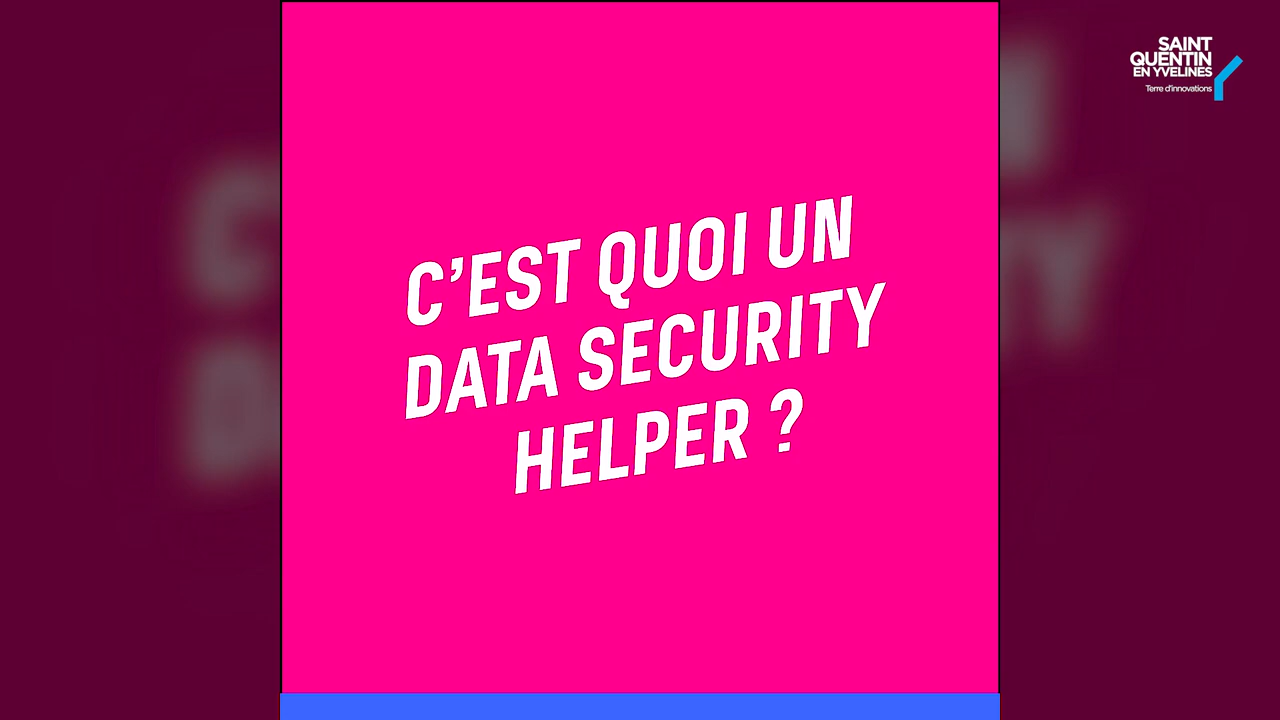 SAINT
QUENTIN
EN YVELINES
Terre d'innovations
C'EST QUOI UN
DATA SECURITY
HELPER ?